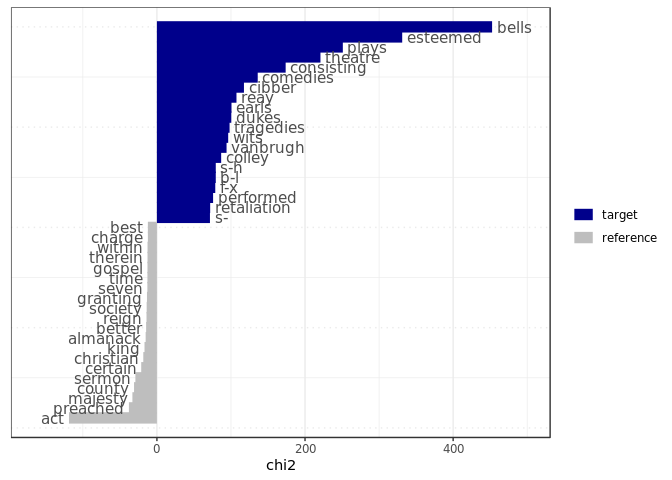 bells
esteemed
plays
theatre
consisting
comedies
cibber
reay
earls
dukes
tragedies
wits
vanbrugh
colley
s-h
p-l
f-x
performed
retaliation
s-
best
charge
within
therein
gospel
time
seven
granting
society
reign
better
almanack
king
christian
certain
sermon
county
majesty
preached
act
0 200 400
chi2
target
reference